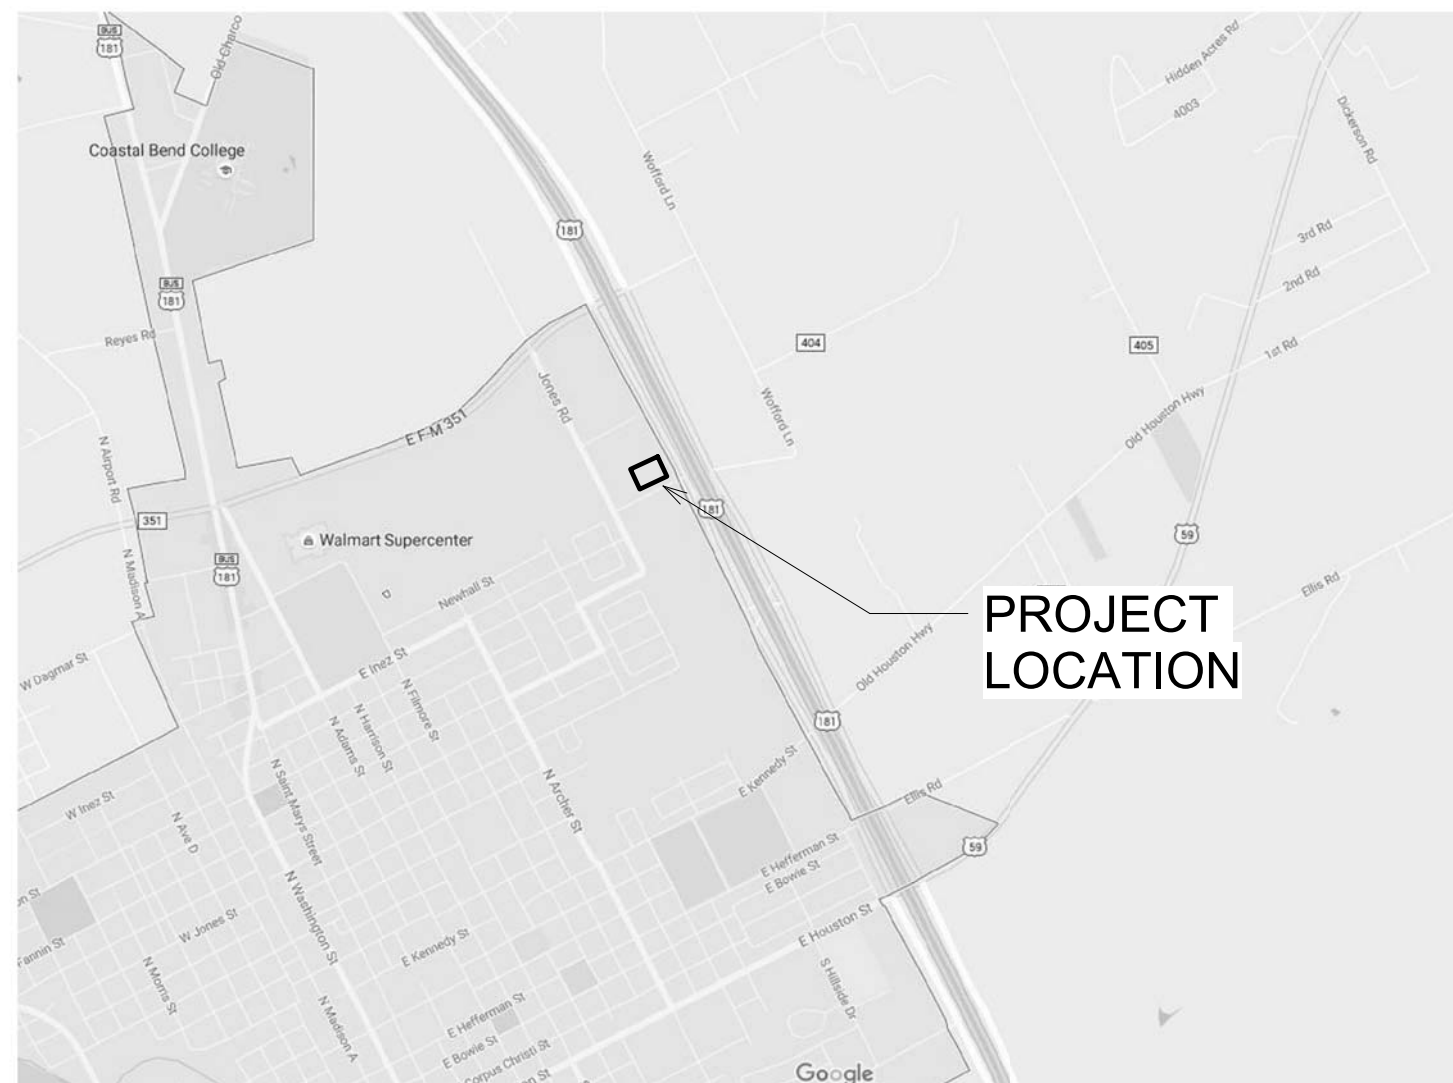 BUS
181
Old Charco
Hidden Acres Rd
4003
Dickerson Rd
Coastal Bend College
Wofford Ln
181
3rd Rd
2nd Rd
BUS
181
Reyes Rd
404
405
1st Rd
Jones Rd
Wofford Ln
Old Houston Hwy
E F-M 351
N Airport Rd
181
351
Walmart Supercenter
59
BUS
181
N Madison A
Newhall St
Ellis Rd
PROJECT
LOCATION
Old Houston Hwy
W Dagmar St
E Inez St
N Filmore St
N Harrison St
N Adams St
181
E Kennedy St
N Saint Marys Street
N Archer St
Ellis Rd
W Inez St
N Ave D
59
E Hefferman St
E Bowie St
on St
N Washington St
W Jones St
E Houston St
Fannin St
E Kennedy St
N Morris St
S Hillside Dr
N Madison A
E Hefferman St
E Bowie St
Corpus Christi St
on St
Google